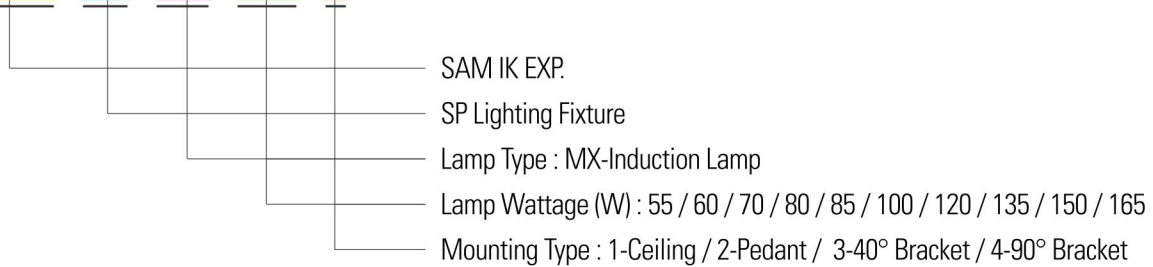 SAM IK EXP.
SP Lighting Fixture
Lamp Type : MX-Induction Lamp
Lamp Wattage (W) : 55 / 60 / 70 / 80 / 85 / 100 / 120 / 135 / 150 / 165
Mounting Type : 1-Ceiling / 2-Pedant / 3-40° Bracket / 4-90° Bracket